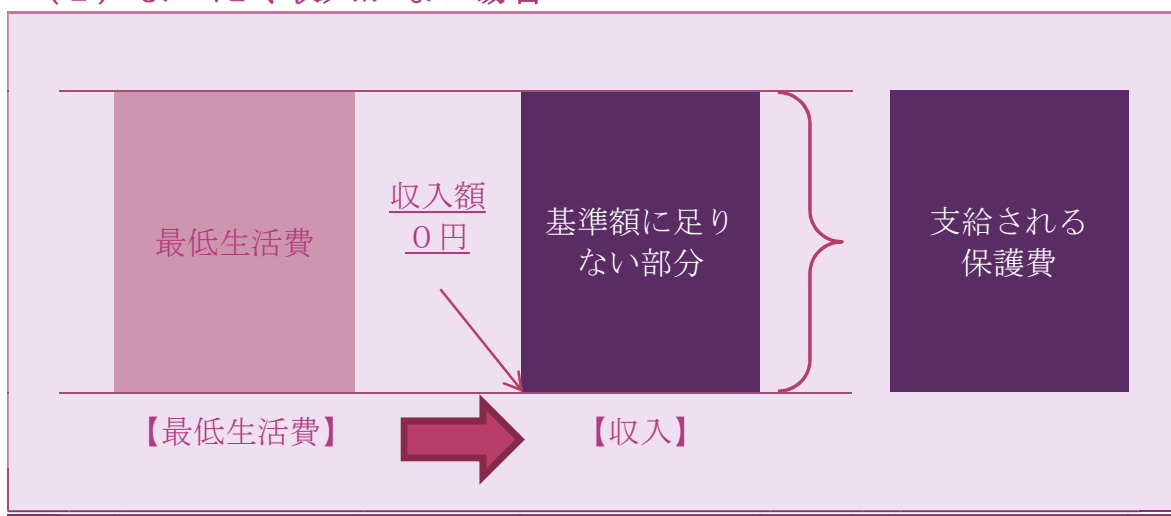 最低生活費
収入額
０円
基準額に足り
ない部分
支給される
保護費
【最低生活費】
【収入】